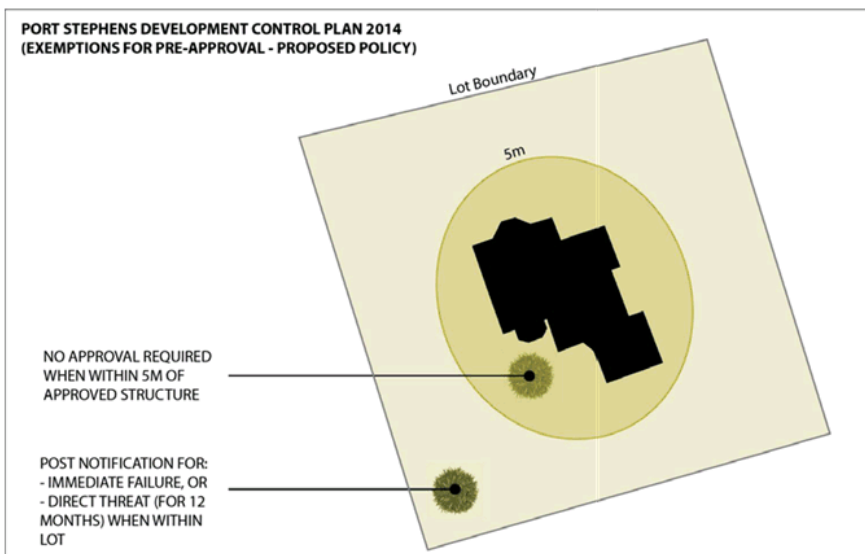 PORT STEPHENS DEVELOPMENT CONTROL PLAN 2014
(EXEMPTIONS FOR PRE-APPROVAL - PROPOSED POLICY)
Lot Boundary
5m
NO APPROVAL REQUIRED
WHEN WITHIN 5M OF
APPROVED STRUCTURE
POST NOTIFICATION FOR:
- IMMEDIATE FAILURE, OR
- DIRECT THREAT (FOR 12
MONTHS) WHEN WITHIN
LOT